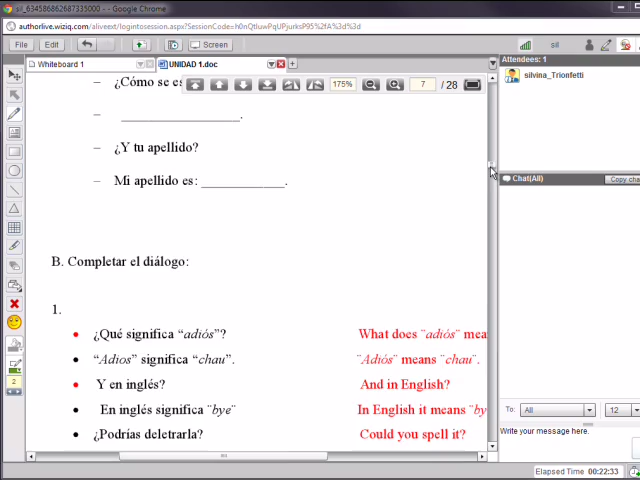 sil_634586862687335000 - Google Chrome
authorlive.wiziq.com/aliveext/logintosession.aspx?SessionCode=h0nQtluwPqUPjurksP95%2fA%3d%3d
File Edit Screen sil
Whiteboard 1 UNIDAD 1.doc
Attendees: 1
silvina_Trionfetti
175% 7 / 28
– ¿Cómo se es
– ____________________.
– ¿Y tu apellido?
– Mi apellido es: ______________.
Chat(All) Copy cha
B. Completar el diálogo:
1.
• ¿Qué significa “adiós”? What does ¨adiós¨ mea
• “Adios” significa “chau”. ¨Adiós¨ means ¨chau¨.
• Y en inglés? And in English?
• En inglés significa ¨bye¨ In English it means ¨by
• ¿Podrías deletrarla? Could you spell it?
2
To: All 12
Write your message here.
Elapsed Time 00:22:33